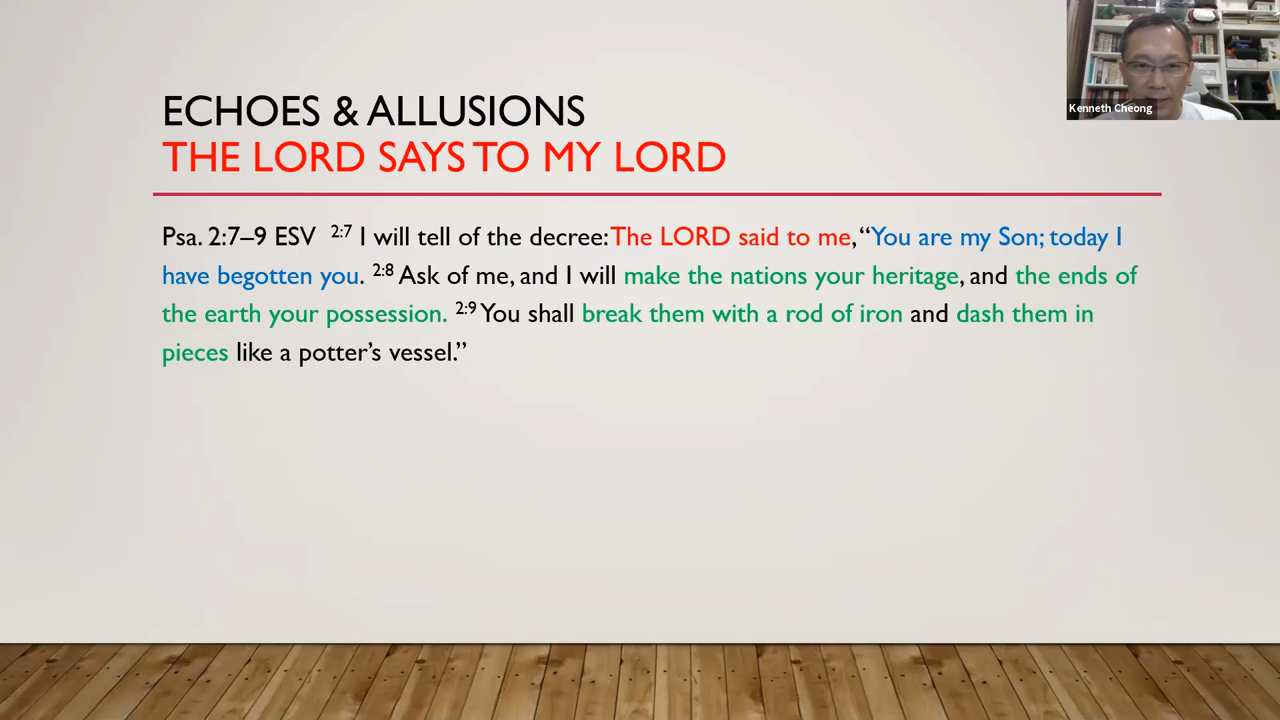 ECHOES & ALLUSIONS
THE LORD SAYS TO MY LORD
Kenneth Cheong
Psa. 2:7–9 ESV 2:7 I will tell of the decree: The LORD said to me, “You are my Son; today I
have begotten you. 2:8 Ask of me, and I will make the nations your heritage, and the ends of
the earth your possession. 2:9 You shall break them with a rod of iron and dash them in
pieces like a potter’s vessel.”